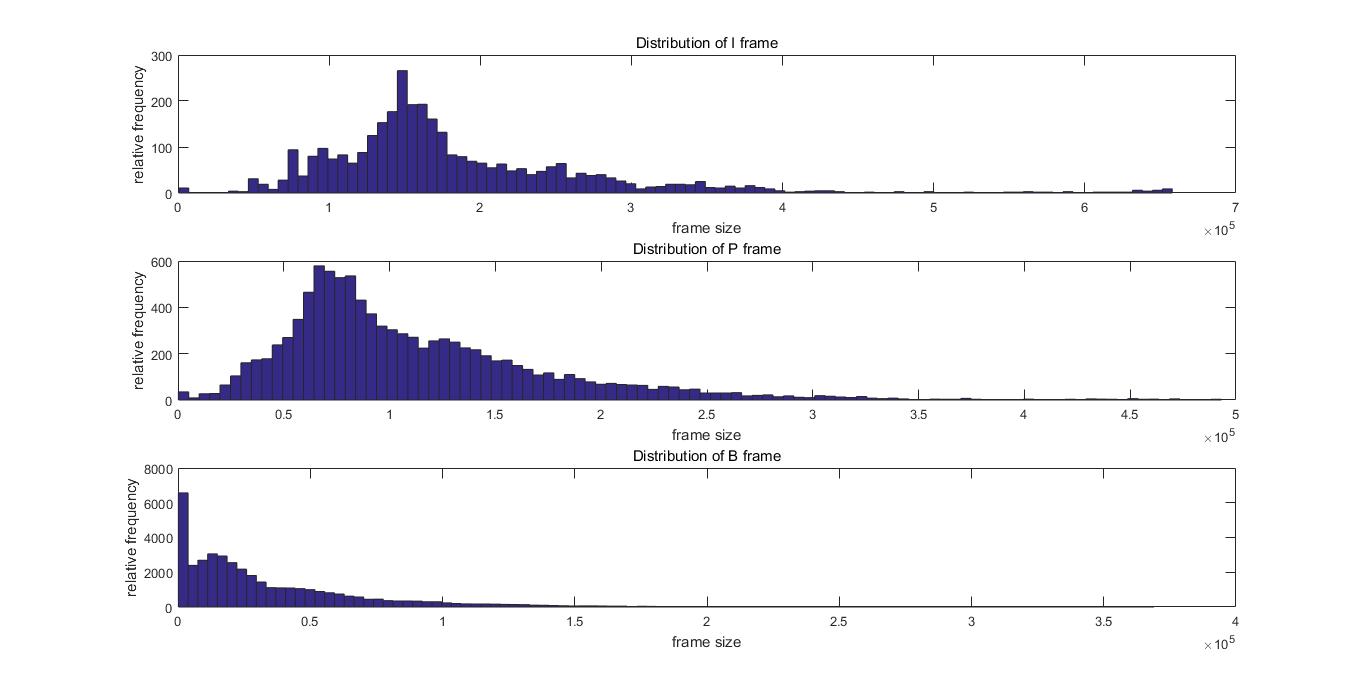 Distribution of I frame
300
200
100
0
relative frequency
0 1 2 3 4 5 6 7
frame size
×10^5
Distribution of P frame
600
400
200
0
relative frequency
0 0.5 1 1.5 2 2.5 3 3.5 4 4.5 5
frame size
×10^5
Distribution of B frame
8000
6000
4000
2000
0
relative frequency
0 0.5 1 1.5 2 2.5 3 3.5 4
frame size
×10^5